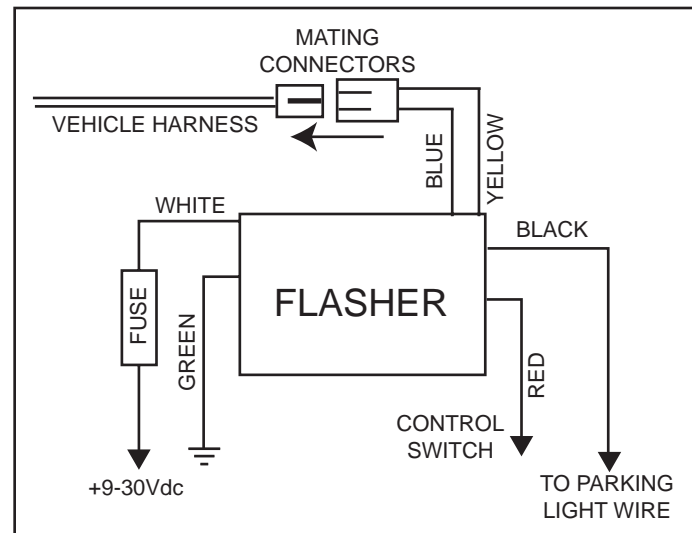 MATING
CONNECTORS
VEHICLE HARNESS
BLUE
YELLOW
WHITE
BLACK
FUSE
GREEN
FLASHER
RED
CONTROL
SWITCH
+9-30Vdc
TO PARKING
LIGHT WIRE